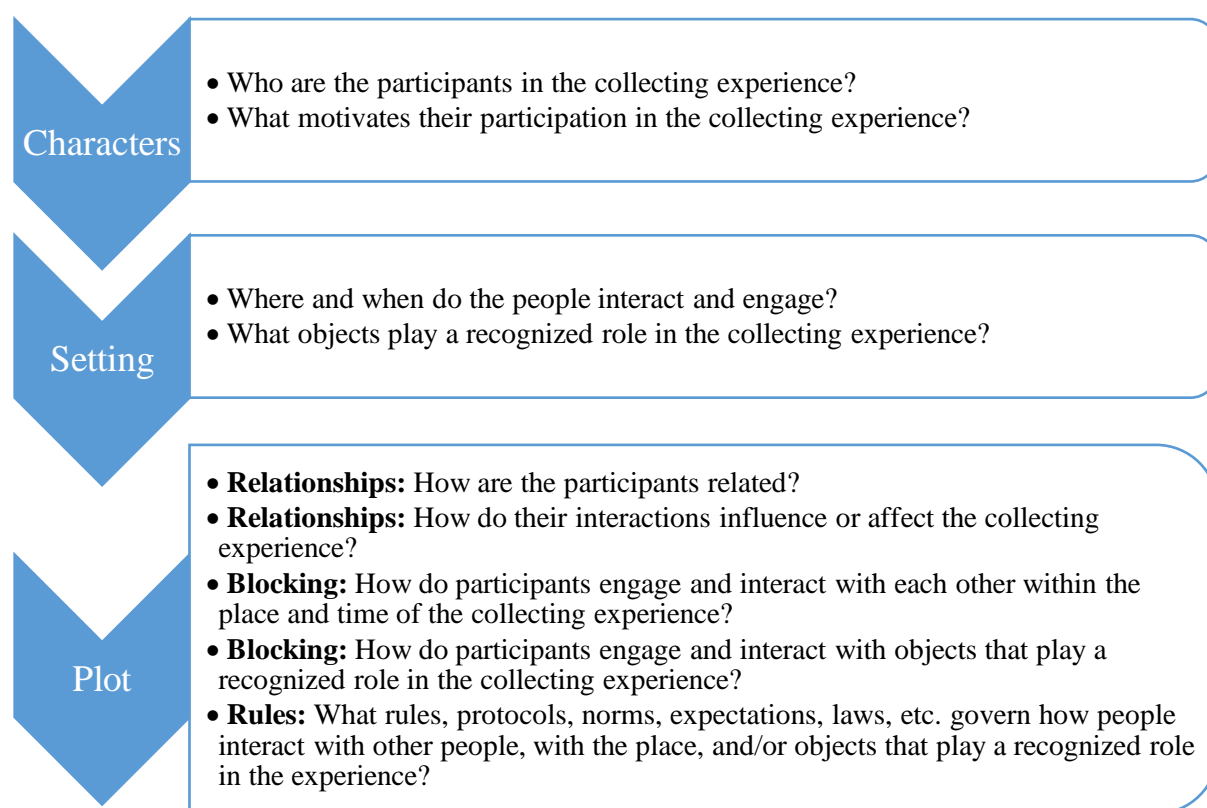 Characters
• Who are the participants in the collecting experience?
• What motivates their participation in the collecting experience?
Setting
• Where and when do the people interact and engage?
• What objects play a recognized role in the collecting experience?
Plot
• Relationships: How are the participants related?
• Relationships: How do their interactions influence or affect the collecting
experience?
• Blocking: How do participants engage and interact with each other within the
place and time of the collecting experience?
• Blocking: How do participants engage and interact with objects that play a
recognized role in the collecting experience?
• Rules: What rules, protocols, norms, expectations, laws, etc. govern how people
interact with other people, with the place, and/or objects that play a recognized role
in the experience?